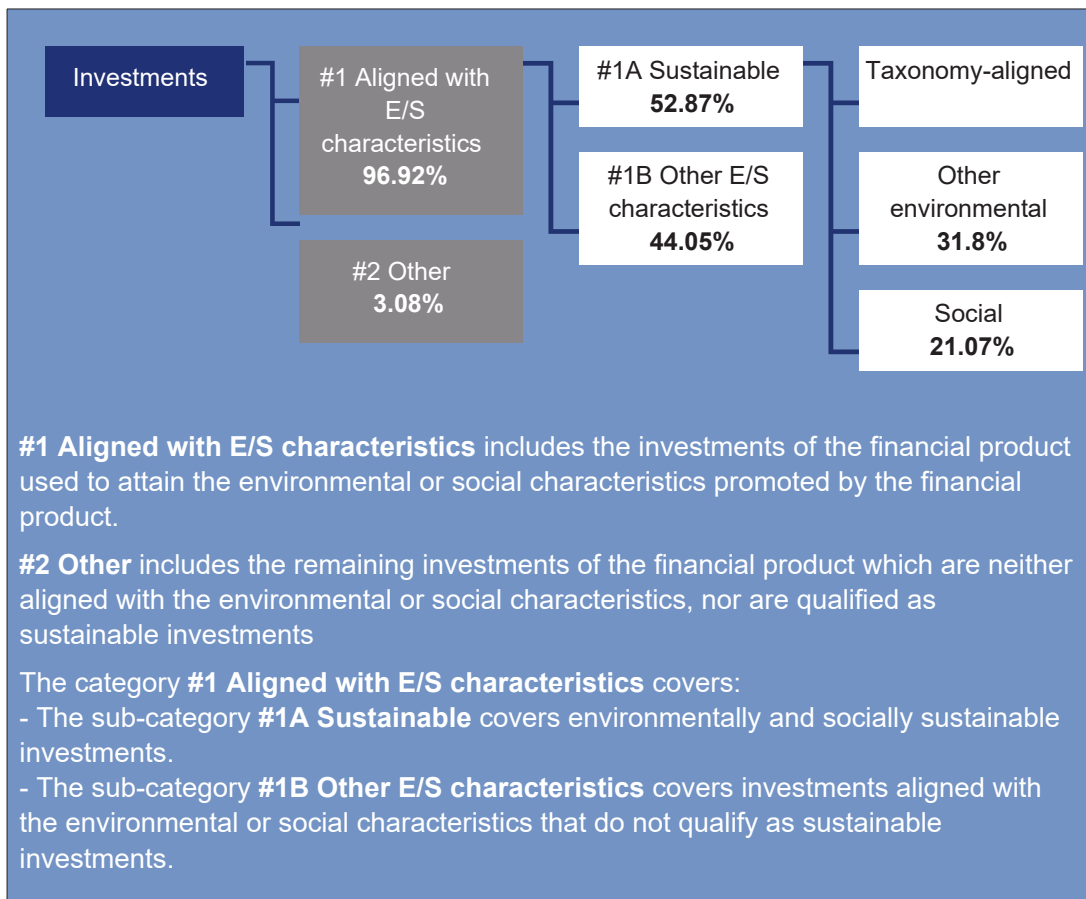 Investments
#1 Aligned with
E/S
characteristics
96.92%
#2 Other
3.08%
#1A Sustainable
52.87%
#1B Other E/S
characteristics
44.05%
Taxonomy-aligned
Other
environmental
31.8%
Social
21.07%
#1 Aligned with E/S characteristics includes the investments of the financial product
used to attain the environmental or social characteristics promoted by the financial
product.
#2 Other includes the remaining investments of the financial product which are neither
aligned with the environmental or social characteristics, nor are qualified as
sustainable investments
The category #1 Aligned with E/S characteristics covers:
- The sub-category #1A Sustainable covers environmentally and socially sustainable
investments.
- The sub-category #1B Other E/S characteristics covers investments aligned with
the environmental or social characteristics that do not qualify as sustainable
investments.